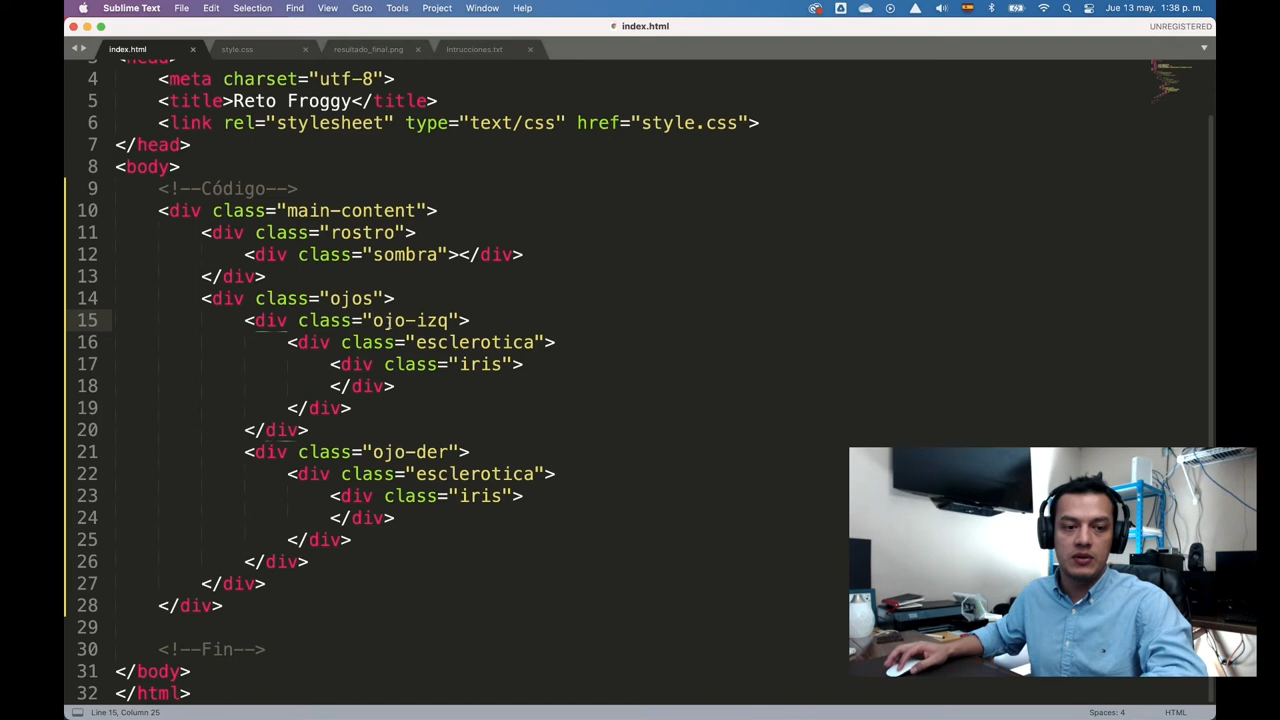 Sublime Text File Edit Selection Find View Goto Tools Project Window Help Jue 13 may. 1:38 p. m.
index.html UNREGISTERED
index.html style.css resultado_final.png Intrucciones.txt
3 <head>
4 <meta charset="utf-8">
5 <title>Reto Froggy</title>
6 <link rel="stylesheet" type="text/css" href="style.css">
7 </head>
8 <body>
9 <!--Código-->
10 <div class="main-content">
11 <div class="rostro">
12 <div class="sombra"></div>
13 </div>
14 <div class="ojos">
15 <div class="ojo-izq">
16 <div class="esclerotica">
17 <div class="iris">
18 </div>
19 </div>
20 </div>
21 <div class="ojo-der">
22 <div class="esclerotica">
23 <div class="iris">
24 </div>
25 </div>
26 </div>
27 </div>
28 </div>
29
30 <!--Fin-->
31 </body>
32 </html>
Line 15, Column 25 Spaces: 4 HTML